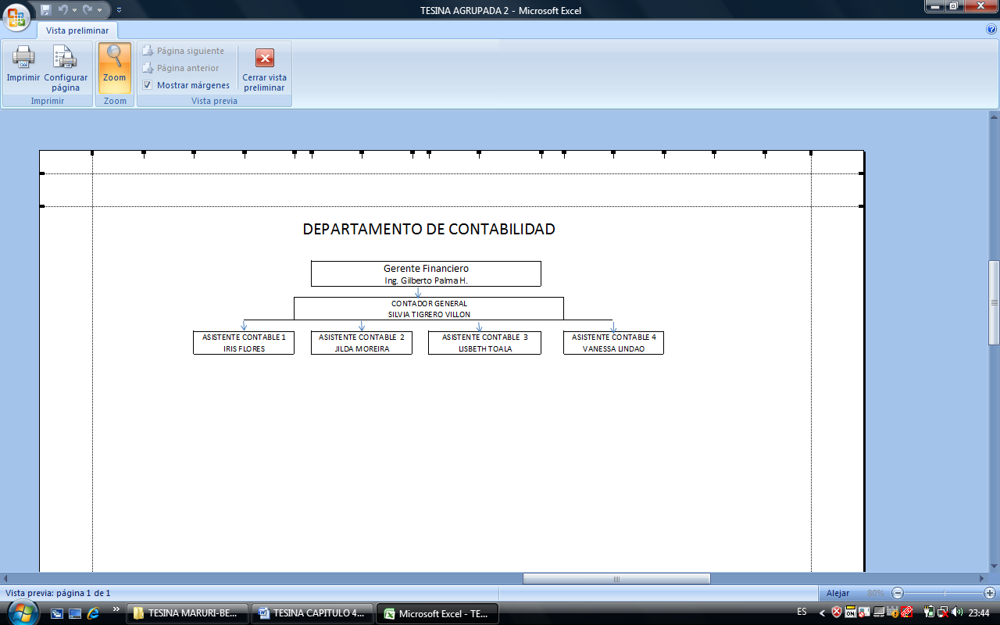 TESINA AGRUPADA 2 - Microsoft Excel
Vista preliminar
Imprimir
Configurar página
Zoom
Página siguiente
Página anterior
Mostrar márgenes
Cerrar vista preliminar
Imprimir
Zoom
Vista previa
DEPARTAMENTO DE CONTABILIDAD
Gerente Financiero
Ing. Gilberto Palma H.
CONTADOR GENERAL
SILVIA TIGRERO VILLON
ASISTENTE CONTABLE 1
IRIS FLORES
ASISTENTE CONTABLE 2
JILDA MOREIRA
ASISTENTE CONTABLE 3
LISBETH TOALA
ASISTENTE CONTABLE 4
VANESSA LINDAO
Vista previa: página 1 de 1
Alejar
80%
TESINA MARURI-BE...
TESINA CAPITULO 4...
Microsoft Excel - TE...
ES
23:44